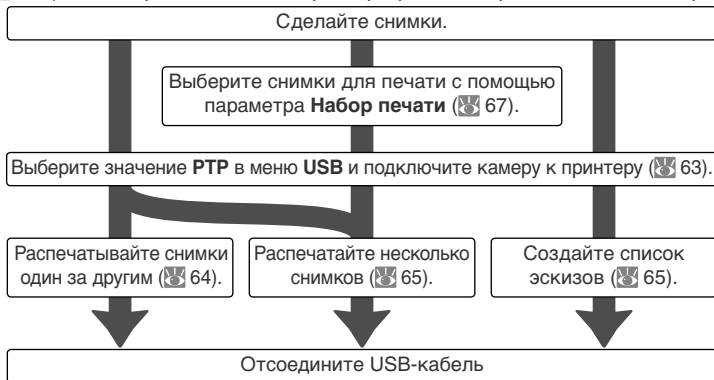 Сделайте снимки.
Выберите снимки для печати с помощью
параметра Набор печати (67).
Выберите значение PTP в меню USB и подключите камеру к принтеру (63).
Распечатывайте снимки
один за другим (64).
Распечатайте несколько
снимков (65).
Создайте список
эскизов (65).
Отсоедините USB-кабель